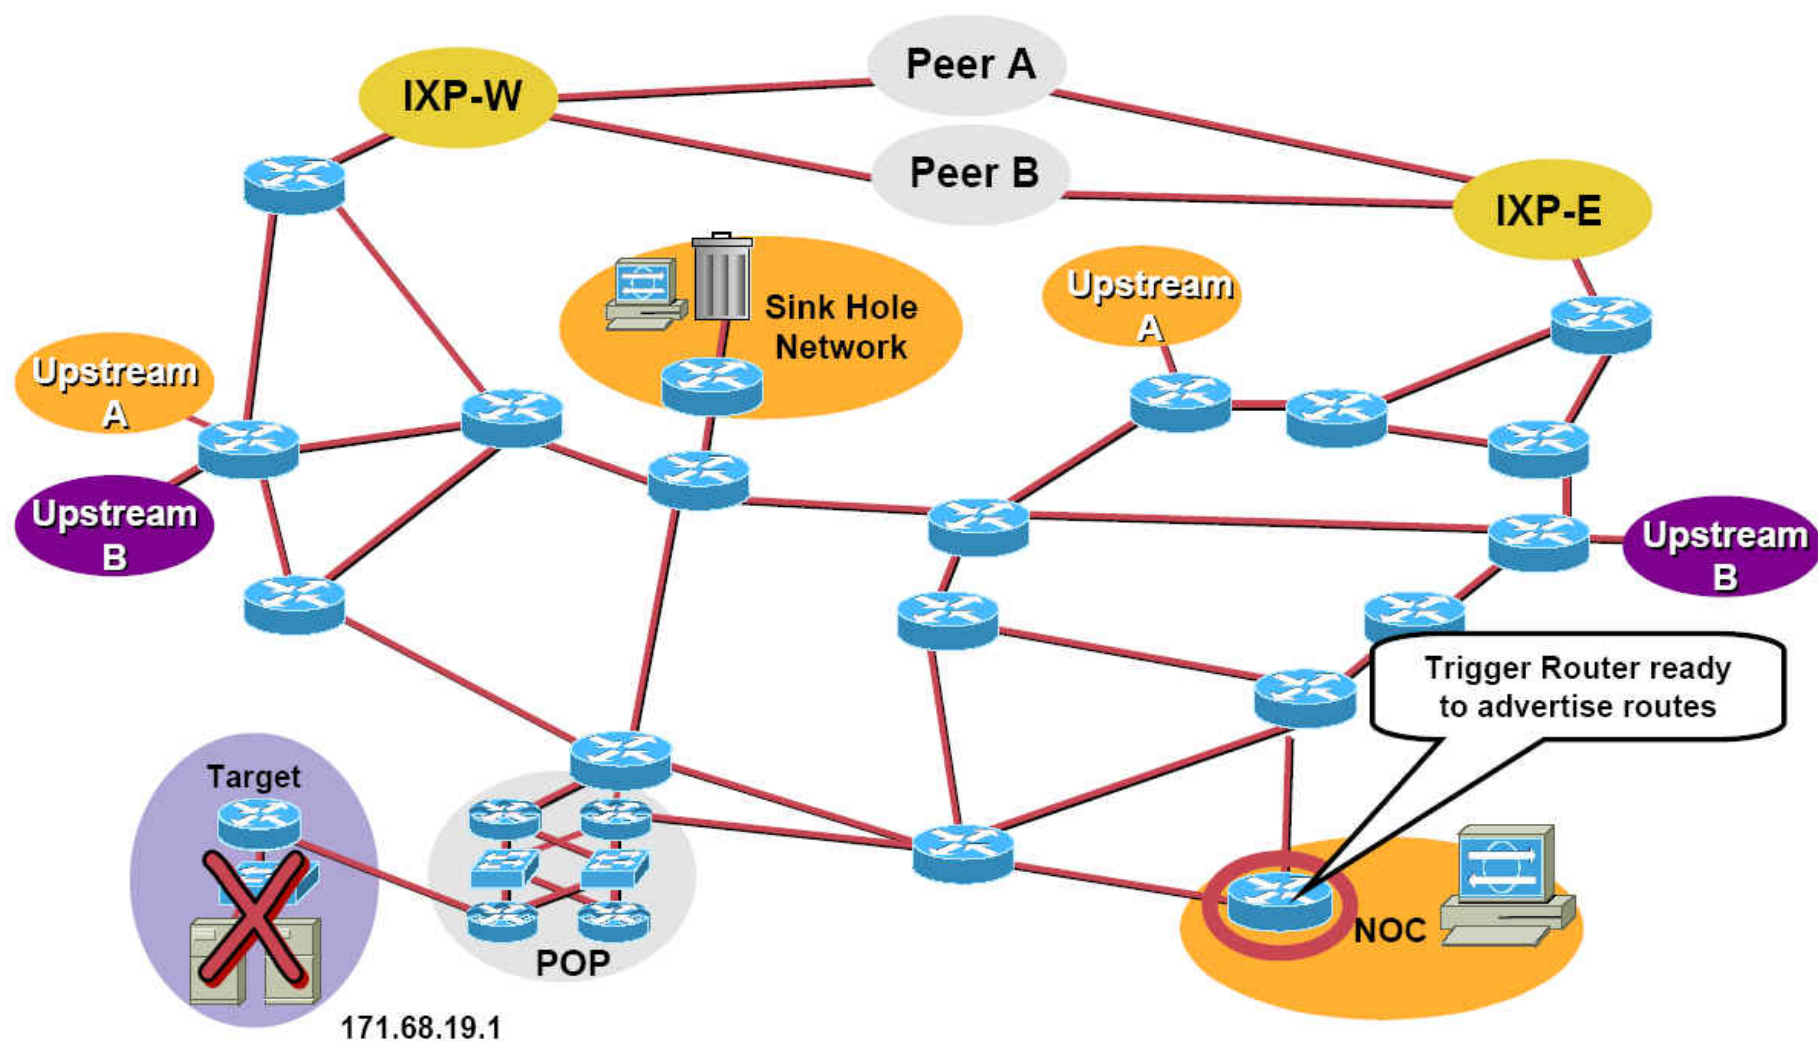 Peer A
IXP-W
Peer B
IXP-E
Upstream
A
Sink Hole
Network
Upstream
A
Upstream
B
Upstream
B
Trigger Router ready
to advertise routes
Target
NOC
POP
171.68.19.1